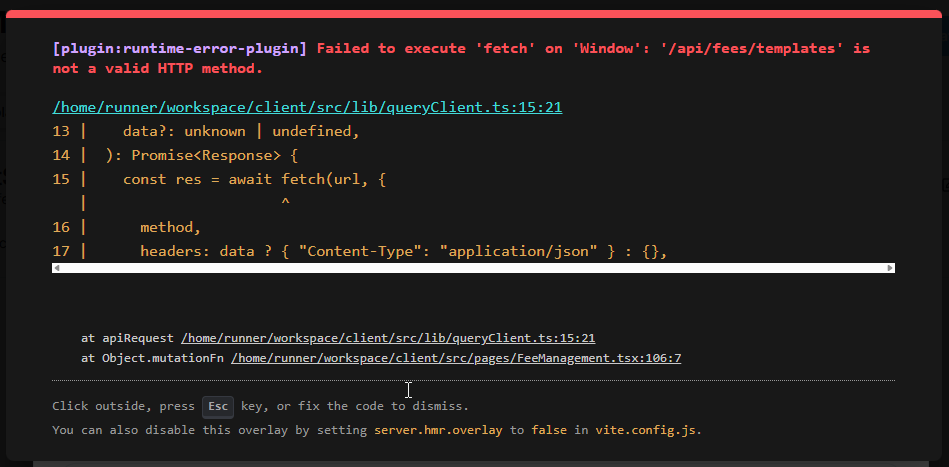 [plugin:runtime-error-plugin] Failed to execute 'fetch' on 'Window': '/api/fees/templates' is
not a valid HTTP method.
/home/runner/workspace/client/src/lib/queryClient.ts:15:21
13 |    data?: unknown | undefined,
14 |  ): Promise<Response> {
15 |    const res = await fetch(url, {
   |                      ^
16 |      method,
17 |      headers: data ? { "Content-Type": "application/json" } : {},
at apiRequest /home/runner/workspace/client/src/lib/queryClient.ts:15:21
at Object.mutationFn /home/runner/workspace/client/src/pages/FeeManagement.tsx:106:7
Click outside, press Esc key, or fix the code to dismiss.
You can also disable this overlay by setting server.hmr.overlay to false in vite.config.js.